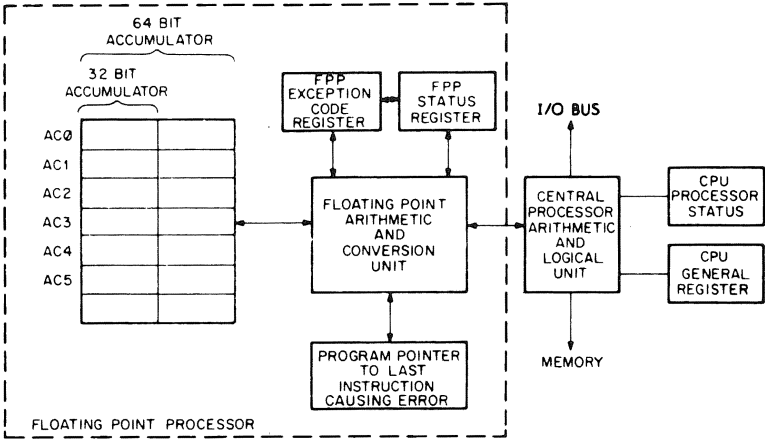 64 BIT
ACCUMULATOR
32 BIT
ACCUMULATOR
AC0
AC1
AC2
AC3
AC4
AC5
FPP
EXCEPTION
CODE
REGISTER
FPP
STATUS
REGISTER
FLOATING POINT
ARITHMETIC
AND
CONVERSION
UNIT
PROGRAM POINTER
TO LAST
INSTRUCTION
CAUSING ERROR
FLOATING POINT PROCESSOR
I/O BUS
CENTRAL
PROCESSOR
ARITHMETIC
AND
LOGICAL
UNIT
MEMORY
CPU
PROCESSOR
STATUS
CPU
GENERAL
REGISTER